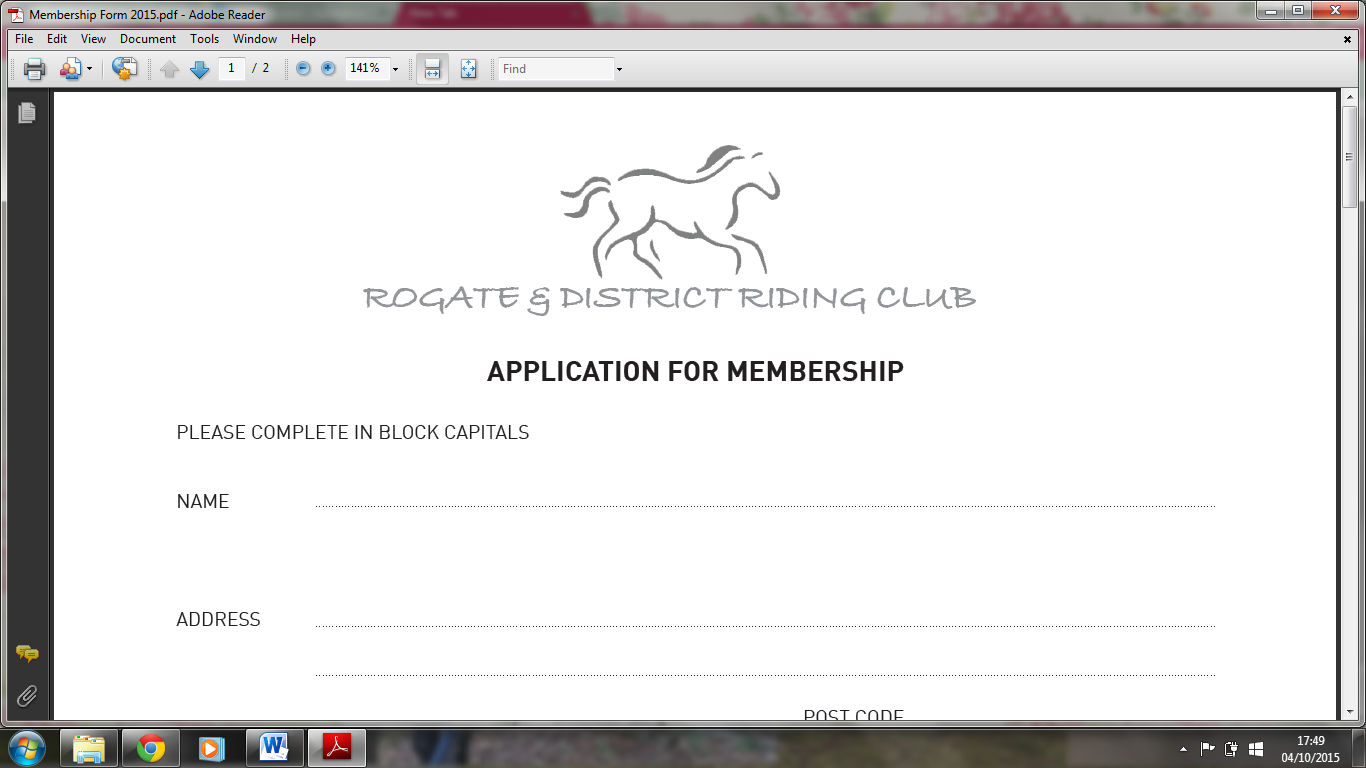 Membership Form 2015.pdf - Adobe Reader
File Edit View Document Tools Window Help
1 / 2 141% Find
ROGATE & DISTRICT RIDING CLUB
APPLICATION FOR MEMBERSHIP
PLEASE COMPLETE IN BLOCK CAPITALS
NAME
ADDRESS
POST CODE
17:49
04/10/2015